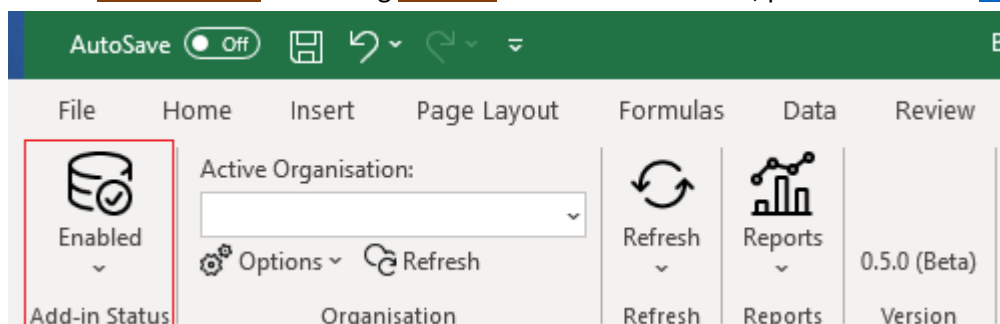 AutoSave Off
File Home Insert Page Layout Formulas Data Review
Active Organisation:
Enabled
Options Refresh
Refresh
Reports
0.5.0 (Beta)
Add-in Status Organisation Refresh Reports Version